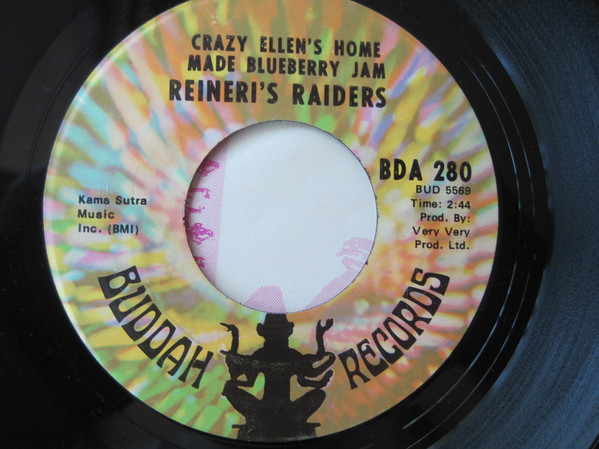 CRAZY ELLEN'S HOME
MADE BLUEBERRY JAM
REINERI'S RAIDERS
BDA 280
BUD 5569
Time: 2:44
Prod. By:
Very Very
Prod. Ltd.
Kama Sutra
Music
Inc. (BMI)
BUDDAH RECORDS